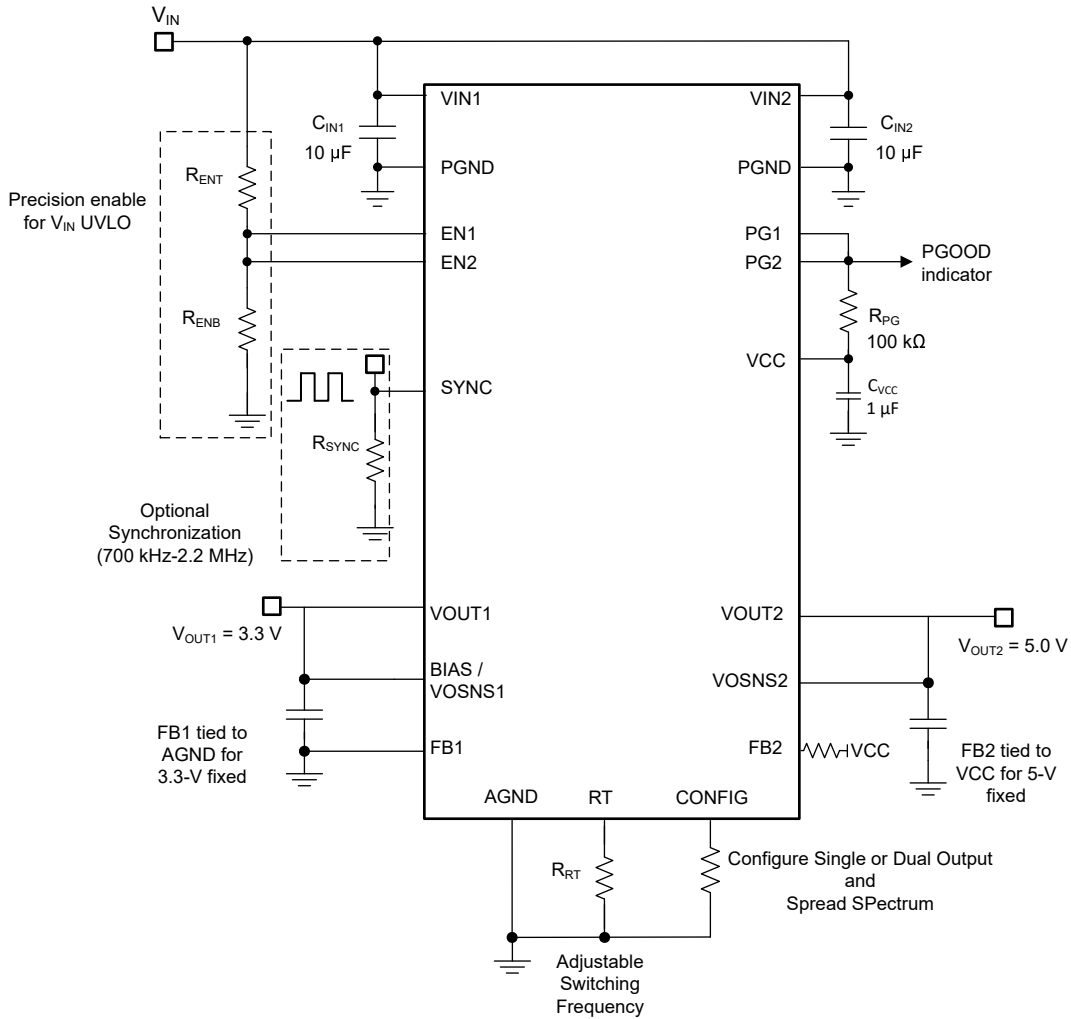 VIN
VIN1
VIN2
CIN1
10 µF
CIN2
10 µF
PGND
PGND
RENT
Precision enable
for VIN UVLO
EN1
EN2
PG1
PG2
PGOOD
indicator
RENB
RPG
100 kΩ
VCC
CVCC
1 µF
SYNC
RSYNC
Optional
Synchronization
(700 kHz-2.2 MHz)
VOUT1
VOUT1 = 3.3 V
VOUT2
VOUT2 = 5.0 V
BIAS /
VOSNS1
VOSNS2
FB1 tied to
AGND for
3.3-V fixed
FB1
FB2
VCC
FB2 tied to
VCC for 5-V
fixed
AGND
RT
CONFIG
RRT
Configure Single or Dual Output
and
Spread SPectrum
Adjustable
Switching
Frequency